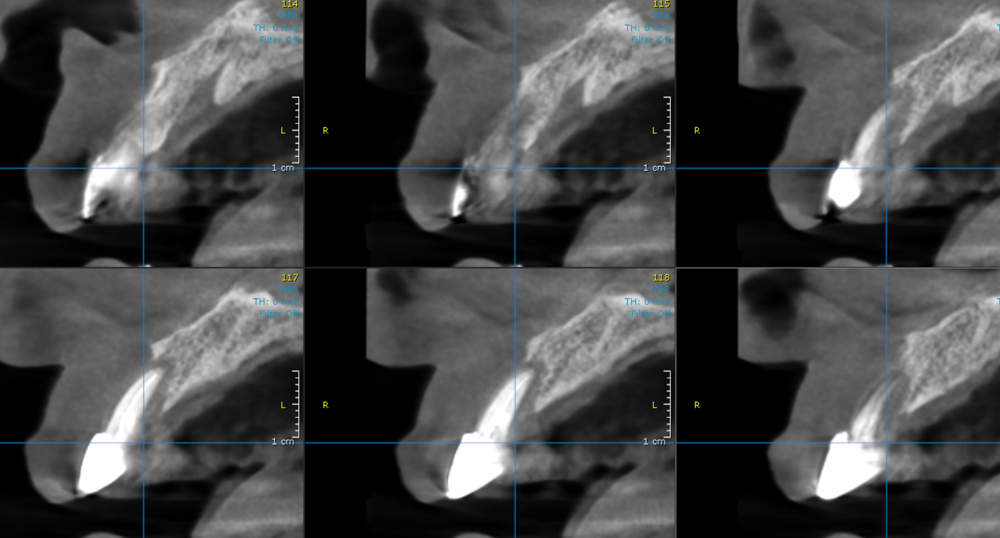 114
MPR
TH: 0 mm
Filter Off
L
1 cm
115
MPR
TH: 0 mm
Filter Off
R
L
1 cm
T
R
117
MPR
TH: 0 mm
Filter Off
L
1 cm
118
MPR
TH: 0 mm
Filter Off
R
L
1 cm
T
R